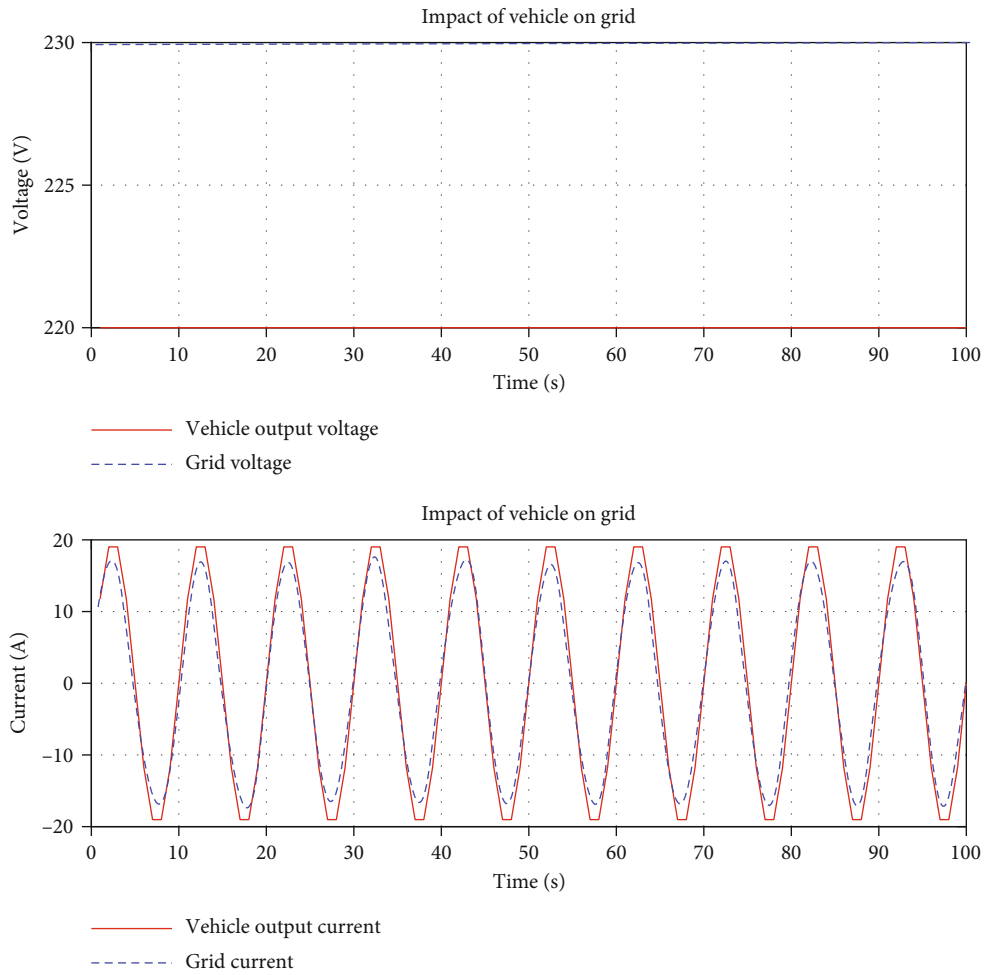 Impact of vehicle on grid
230
225
220
Voltage (V)
0 10 20 30 40 50 60 70 80 90 100
Time (s)
Vehicle output voltage
Grid voltage
Impact of vehicle on grid
20
10
0
−10
−20
Current (A)
0 10 20 30 40 50 60 70 80 90 100
Time (s)
Vehicle output current
Grid current